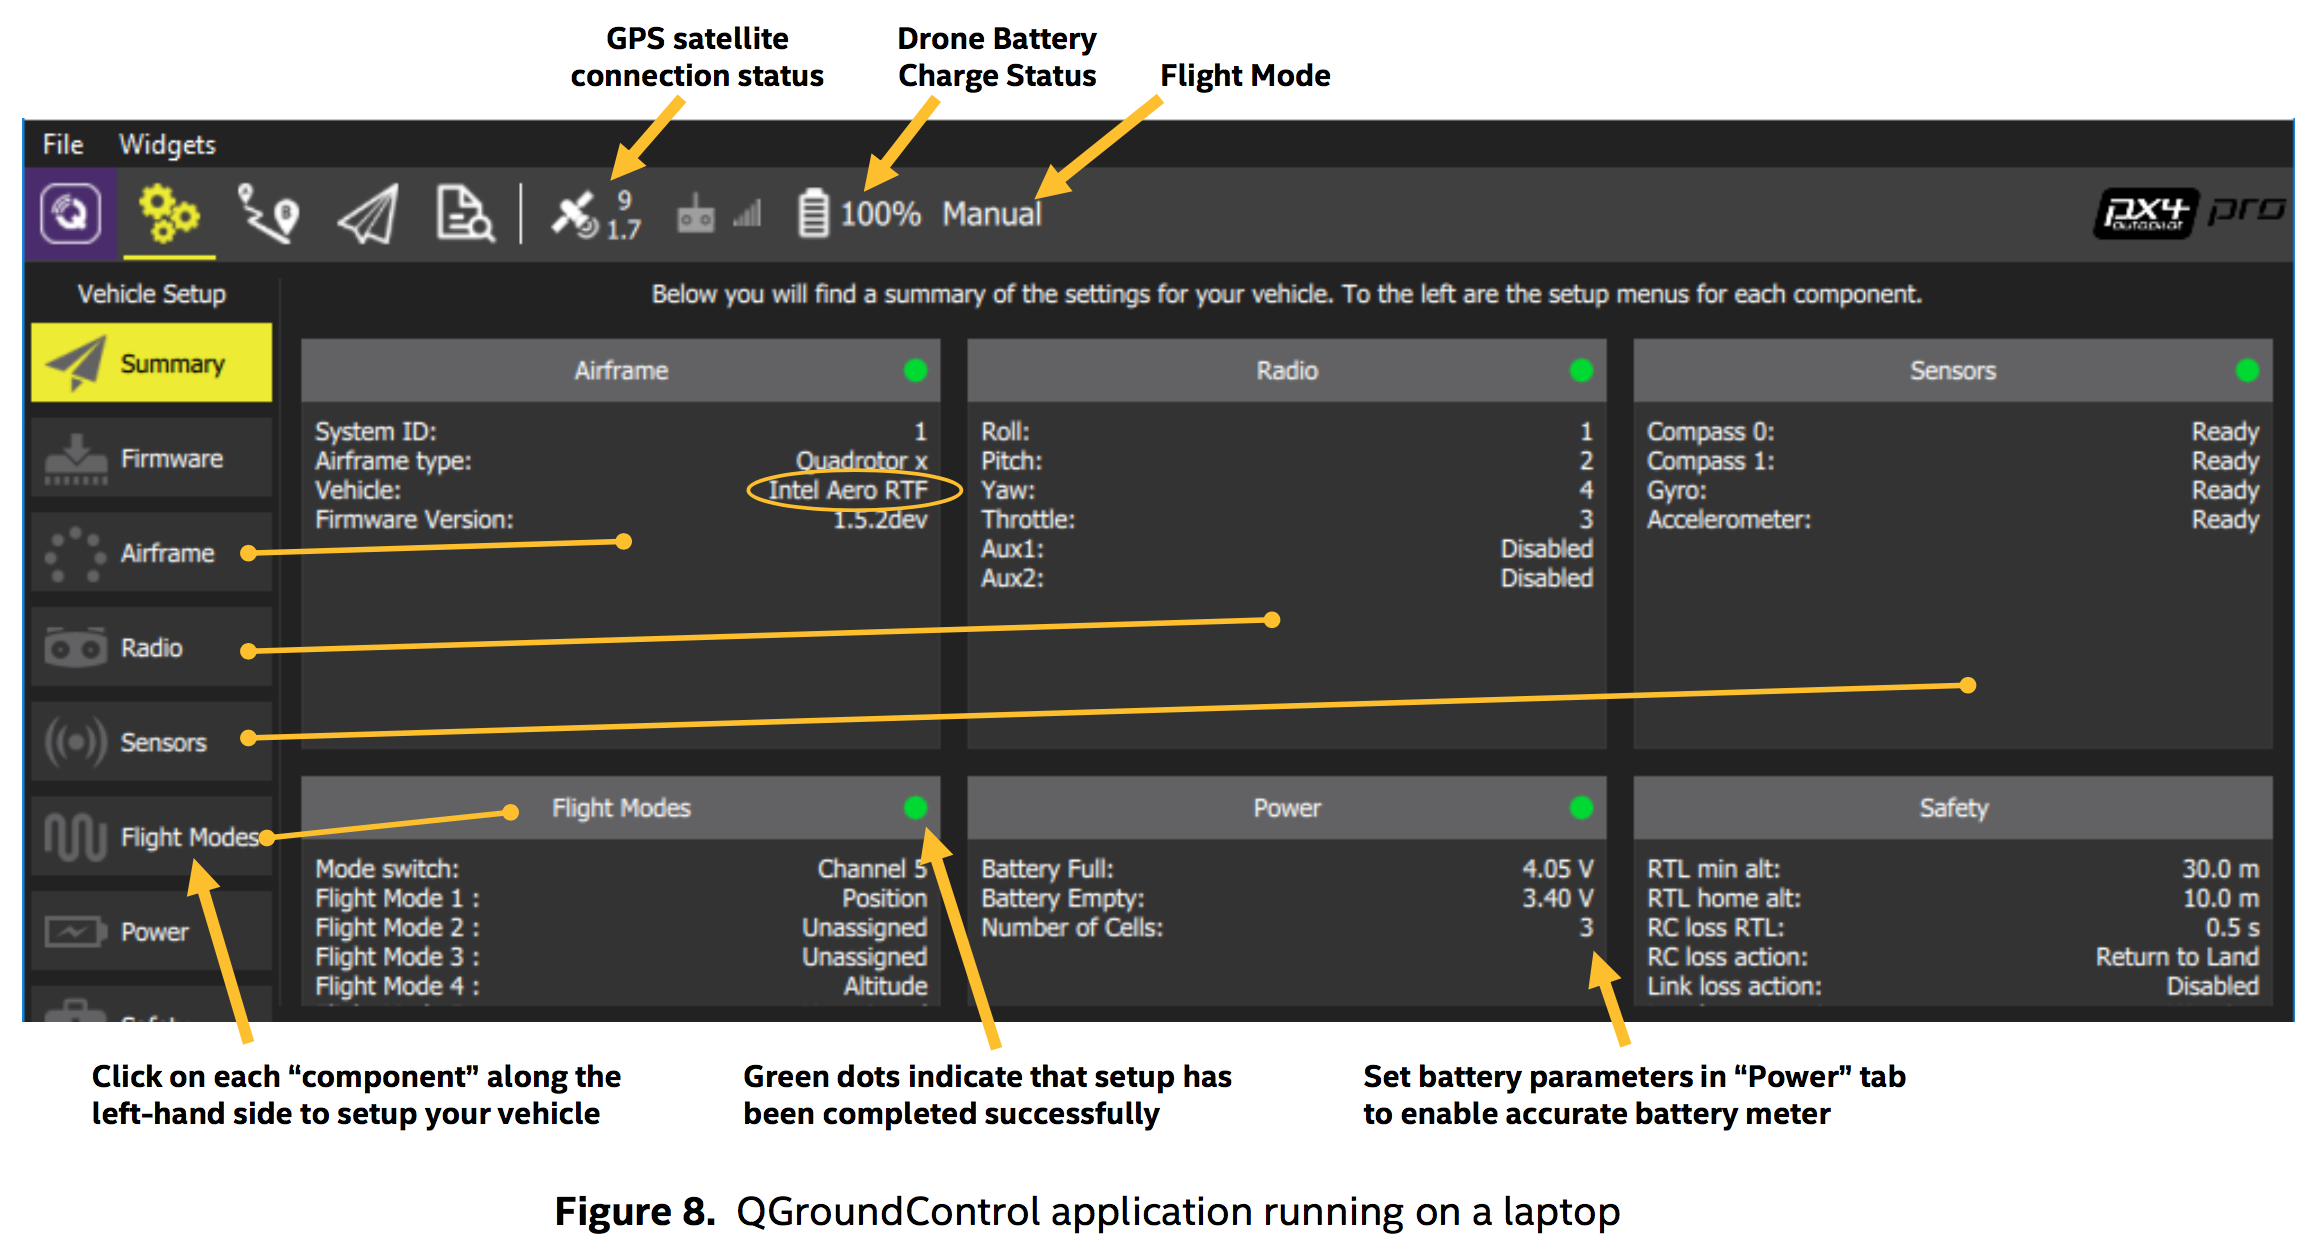 GPS satellite
connection status
Drone Battery
Charge Status
Flight Mode
File Widgets
9
1.7
100% Manual
px4 pro
AUTOPILOT
Vehicle Setup
Below you will find a summary of the settings for your vehicle. To the left are the setup menus for each component.
Summary
Firmware
Airframe
Radio
Sensors
Flight Modes
Power
Safety
Airframe
System ID: 1
Airframe type: Quadrotor x
Vehicle: Intel Aero RTF
Firmware Version: 1.5.2dev
Radio
Roll: 1
Pitch: 2
Yaw: 4
Throttle: 3
Aux1: Disabled
Aux2: Disabled
Sensors
Compass 0: Ready
Compass 1: Ready
Gyro: Ready
Accelerometer: Ready
Flight Modes
Mode switch: Channel 5
Flight Mode 1 : Position
Flight Mode 2 : Unassigned
Flight Mode 3 : Unassigned
Flight Mode 4 : Altitude
Power
Battery Full: 4.05 V
Battery Empty: 3.40 V
Number of Cells: 3
Safety
RTL min alt: 30.0 m
RTL home alt: 10.0 m
RC loss RTL: 0.5 s
RC loss action: Return to Land
Link loss action: Disabled
Click on each “component” along the
left-hand side to setup your vehicle
Green dots indicate that setup has
been completed successfully
Set battery parameters in “Power” tab
to enable accurate battery meter
Figure 8. QGroundControl application running on a laptop